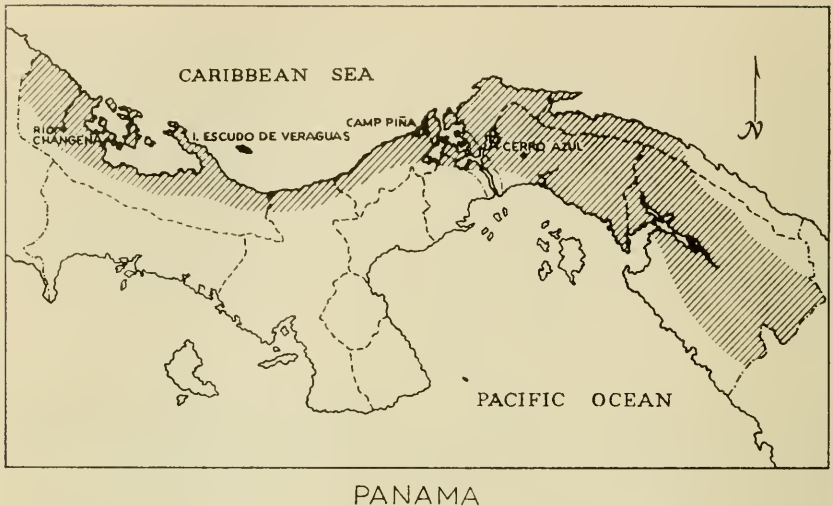 CARIBBEAN SEA
RIO
CHANGENA
I. ESCUDO DE VERAGUAS
CAMP PIÑA
CERRO AZUL
N
PACIFIC OCEAN
PANAMA